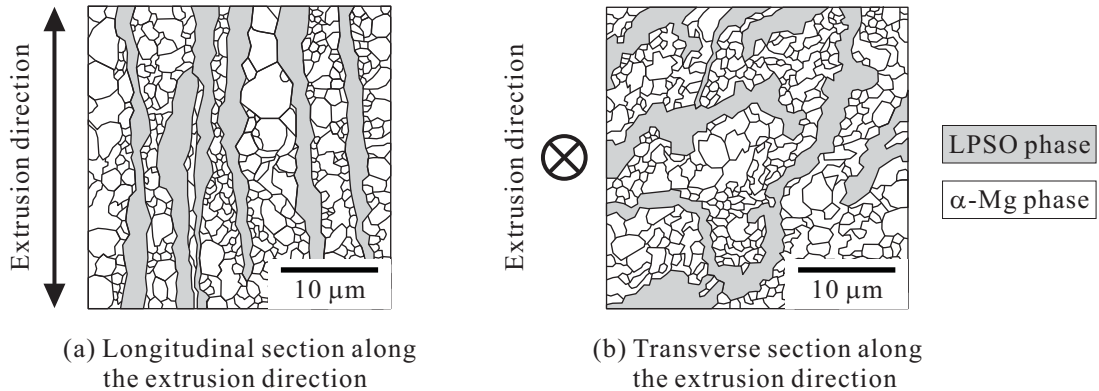 Extrusion direction
10 μm
(a) Longitudinal section along
the extrusion direction
Extrusion direction
10 μm
(b) Transverse section along
the extrusion direction
LPSO phase
α-Mg phase